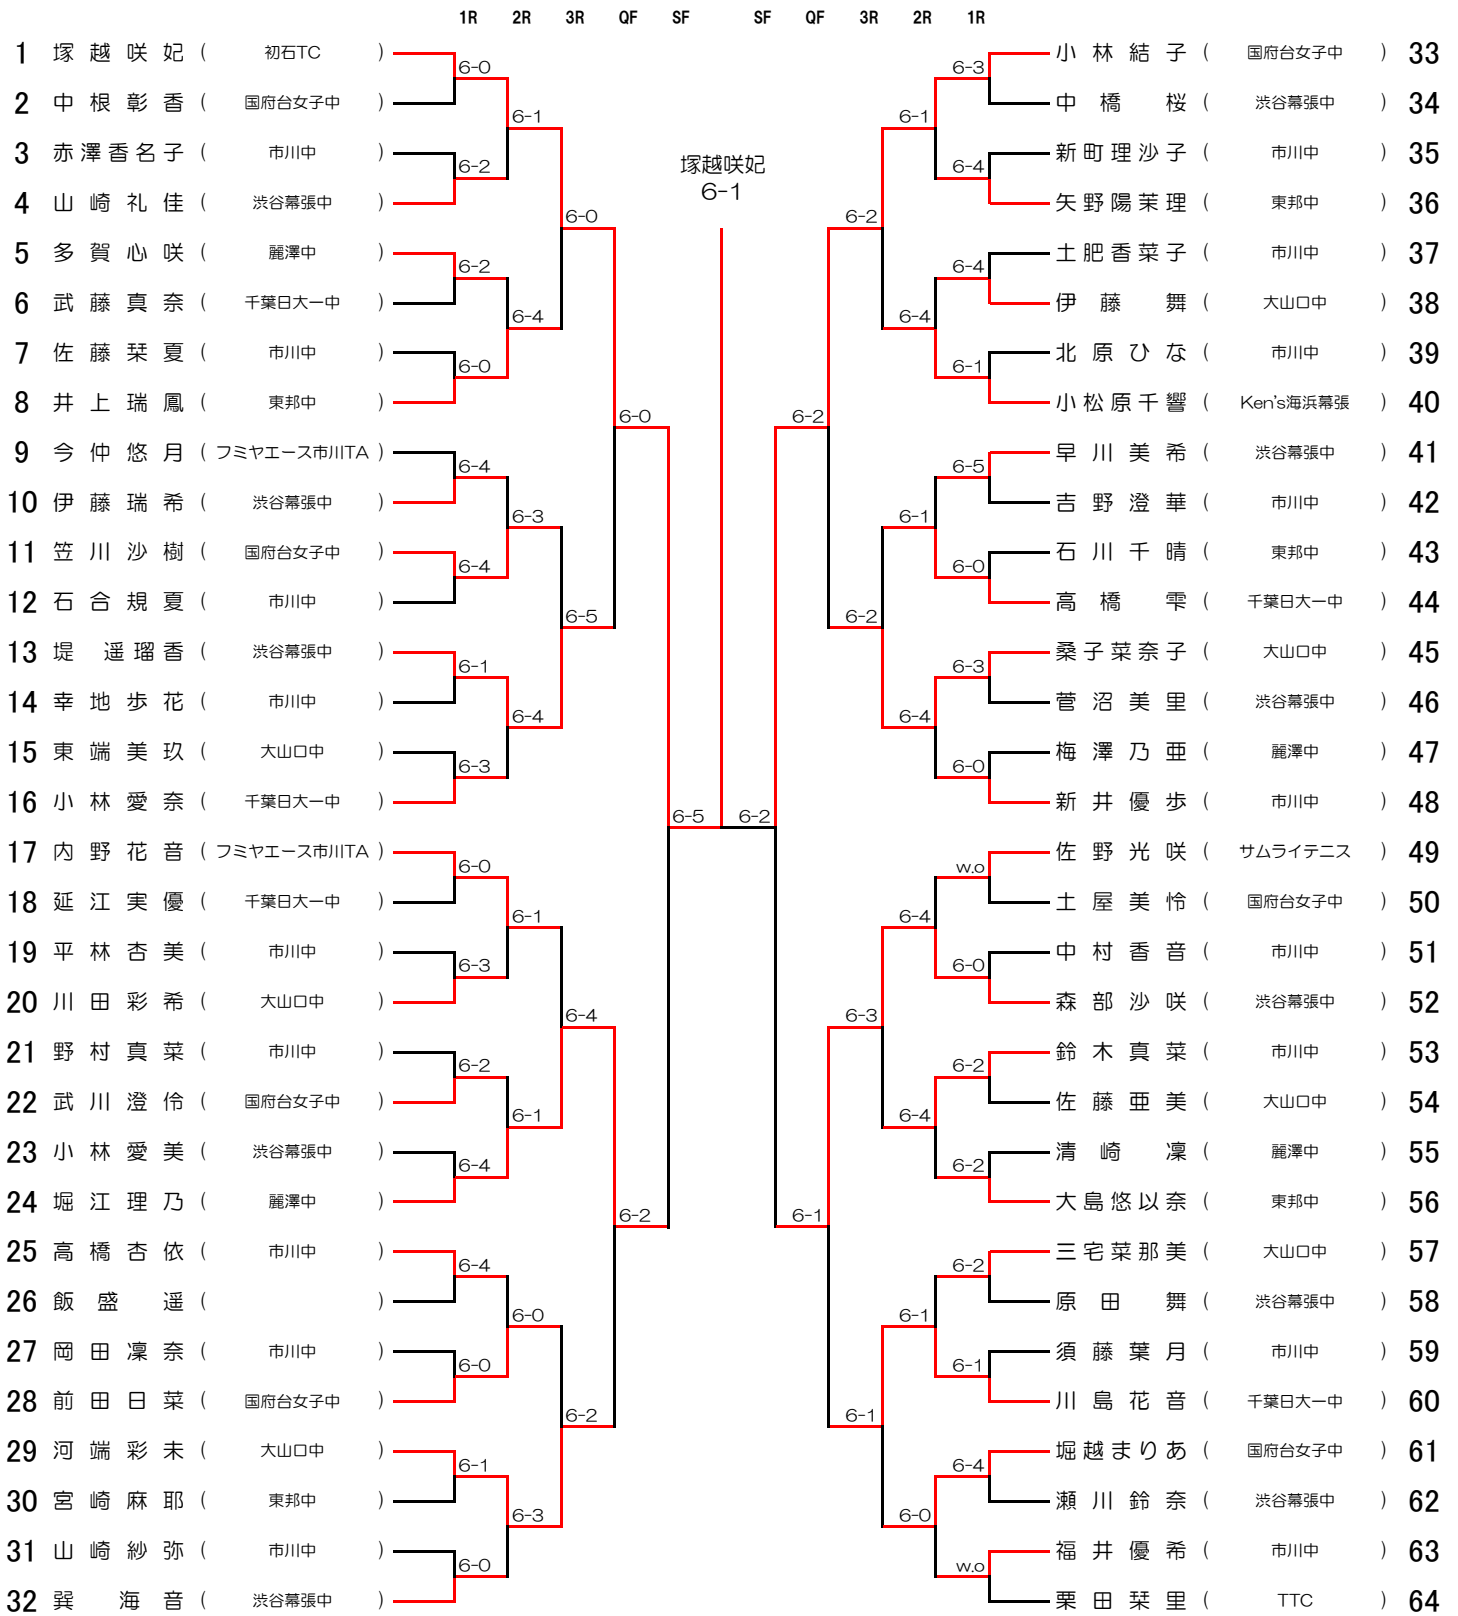 1R 2R 3R QF SF SF QF 3R 2R 1R
1 塚越咲妃 ( 初石TC ) 小林結子 ( 国府台女子中 ) 33
6-0 6-3
2 中根彰香 ( 国府台女子中 ) 中橋 桜 ( 渋谷幕張中 ) 34
6-1 6-1
3 赤澤香名子 ( 市川中 ) 新町理沙子 ( 市川中 ) 35
6-2 塚越咲妃 6-4
6-1
4 山崎礼佳 ( 渋谷幕張中 ) 矢野陽茉理 ( 東邦中 ) 36
6-0 6-2
5 多賀心咲 ( 麗澤中 ) 土肥香菜子 ( 市川中 ) 37
6-2 6-4
6 武藤真奈 ( 千葉日大一中 ) 伊藤 舞 ( 大山口中 ) 38
6-4 6-4
7 佐藤栞夏 ( 市川中 ) 北原ひな ( 市川中 ) 39
6-0 6-1
8 井上瑞鳳 ( 東邦中 ) 小松原千響 ( Ken's海浜幕張 ) 40
6-0 6-2
9 今仲悠月 ( フミヤエース市川TA ) 早川美希 ( 渋谷幕張中 ) 41
6-4 6-5
10 伊藤瑞希 ( 渋谷幕張中 ) 吉野澄華 ( 市川中 ) 42
6-3 6-1
11 笠川沙樹 ( 国府台女子中 ) 石川千晴 ( 東邦中 ) 43
6-4 6-0
12 石合規夏 ( 市川中 ) 高橋 雫 ( 千葉日大一中 ) 44
6-5 6-2
13 堤 遥瑠香 ( 渋谷幕張中 ) 桑子菜奈子 ( 大山口中 ) 45
6-1 6-3
14 幸地歩花 ( 市川中 ) 菅沼美里 ( 渋谷幕張中 ) 46
6-4 6-4
15 東端美玖 ( 大山口中 ) 梅澤乃亜 ( 麗澤中 ) 47
6-3 6-0
16 小林愛奈 ( 千葉日大一中 ) 新井優歩 ( 市川中 ) 48
6-5 6-2
17 内野花音 ( フミヤエース市川TA ) 佐野光咲 ( サムライテニス ) 49
6-0 w.o
18 延江実優 ( 千葉日大一中 ) 土屋美怜 ( 国府台女子中 ) 50
6-1 6-4
19 平林杏美 ( 市川中 ) 中村香音 ( 市川中 ) 51
6-3 6-0
20 川田彩希 ( 大山口中 ) 森部沙咲 ( 渋谷幕張中 ) 52
6-4 6-3
21 野村真菜 ( 市川中 ) 鈴木真菜 ( 市川中 ) 53
6-2 6-2
22 武川澄伶 ( 国府台女子中 ) 佐藤亜美 ( 大山口中 ) 54
6-1 6-4
23 小林愛美 ( 渋谷幕張中 ) 清崎 凜 ( 麗澤中 ) 55
6-4 6-2
24 堀江理乃 ( 麗澤中 ) 大島悠以奈 ( 東邦中 ) 56
6-2 6-1
25 高橋杏依 ( 市川中 ) 三宅菜那美 ( 大山口中 ) 57
6-4 6-2
26 飯盛 遥 ( ) 原田 舞 ( 渋谷幕張中 ) 58
6-0 6-1
27 岡田凜奈 ( 市川中 ) 須藤葉月 ( 市川中 ) 59
6-0 6-1
28 前田日菜 ( 国府台女子中 ) 川島花音 ( 千葉日大一中 ) 60
6-2 6-1
29 河端彩未 ( 大山口中 ) 堀越まりあ ( 国府台女子中 ) 61
6-1 6-4
30 宮崎麻耶 ( 東邦中 ) 瀬川鈴奈 ( 渋谷幕張中 ) 62
6-3 6-0
31 山崎紗弥 ( 市川中 ) 福井優希 ( 市川中 ) 63
6-0 w.o
32 巽 海音 ( 渋谷幕張中 ) 栗田栞里 ( TTC ) 64